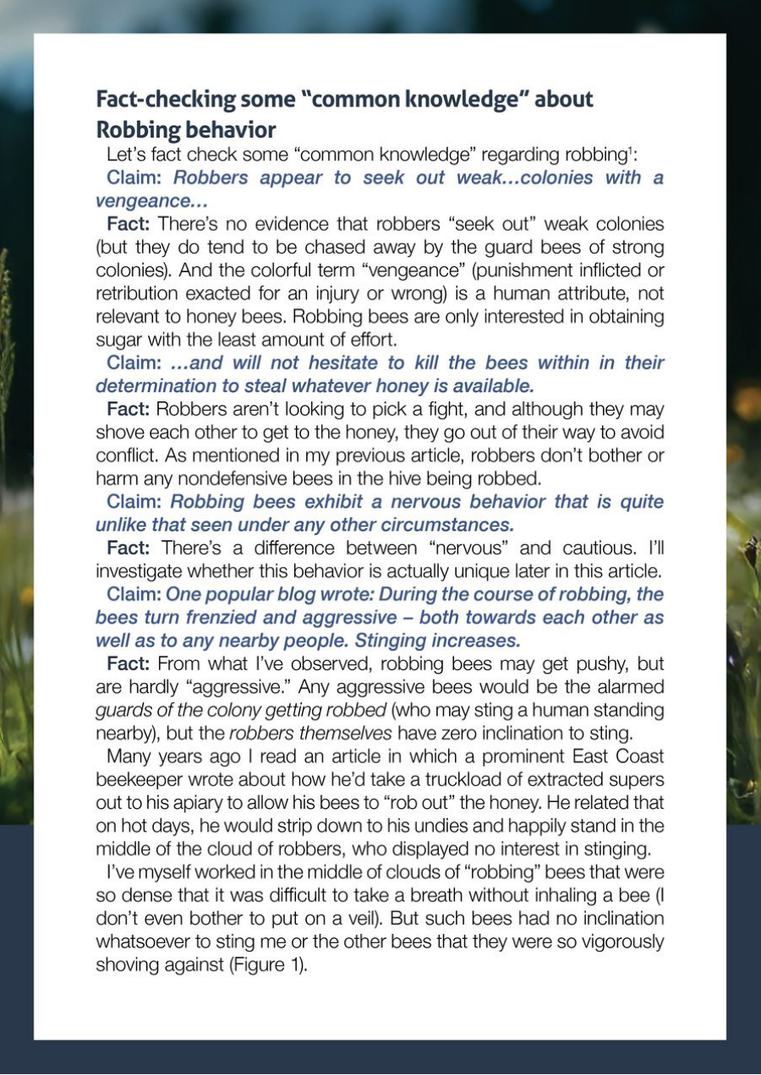 Fact-checking some “common knowledge” about
Robbing behavior
Let’s fact check some “common knowledge” regarding robbing¹:
Claim: Robbers appear to seek out weak…colonies with a
vengeance…
Fact: There’s no evidence that robbers “seek out” weak colonies
(but they do tend to be chased away by the guard bees of strong
colonies). And the colorful term “vengeance” (punishment inflicted or
retribution exacted for an injury or wrong) is a human attribute, not
relevant to honey bees. Robbing bees are only interested in obtaining
sugar with the least amount of effort.
Claim: …and will not hesitate to kill the bees within in their
determination to steal whatever honey is available.
Fact: Robbers aren’t looking to pick a fight, and although they may
shove each other to get to the honey, they go out of their way to avoid
conflict. As mentioned in my previous article, robbers don’t bother or
harm any nondefensive bees in the hive being robbed.
Claim: Robbing bees exhibit a nervous behavior that is quite
unlike that seen under any other circumstances.
Fact: There’s a difference between “nervous” and cautious. I’ll
investigate whether this behavior is actually unique later in this article.
Claim: One popular blog wrote: During the course of robbing, the
bees turn frenzied and aggressive – both towards each other as
well as to any nearby people. Stinging increases.
Fact: From what I’ve observed, robbing bees may get pushy, but
are hardly “aggressive.” Any aggressive bees would be the alarmed
guards of the colony getting robbed (who may sting a human standing
nearby), but the robbers themselves have zero inclination to sting.
Many years ago I read an article in which a prominent East Coast
beekeeper wrote about how he’d take a truckload of extracted supers
out to his apiary to allow his bees to “rob out” the honey. He related that
on hot days, he would strip down to his undies and happily stand in the
middle of the cloud of robbers, who displayed no interest in stinging.
I’ve myself worked in the middle of clouds of “robbing” bees that were
so dense that it was difficult to take a breath without inhaling a bee (I
don’t even bother to put on a veil). But such bees had no inclination
whatsoever to sting me or the other bees that they were so vigorously
shoving against (Figure 1).